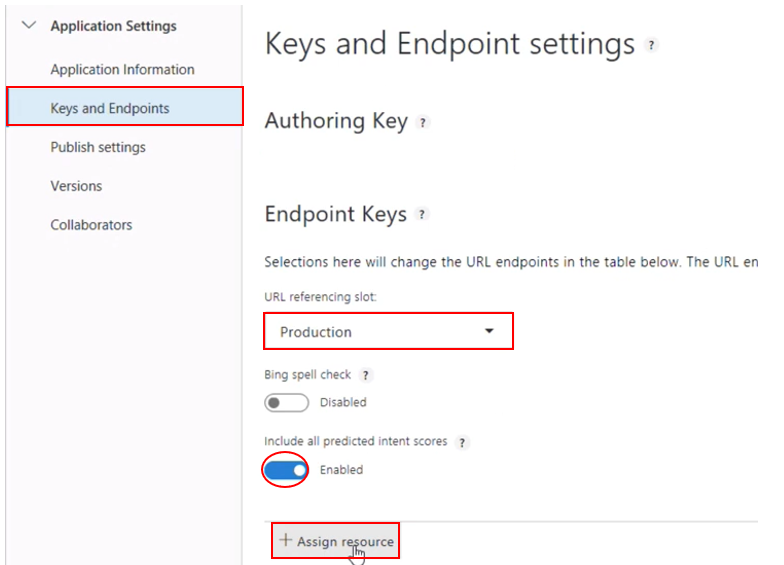 Application Settings
Application Information
Keys and Endpoints
Publish settings
Versions
Collaborators
Keys and Endpoint settings ?
Authoring Key ?
Endpoint Keys ?
Selections here will change the URL endpoints in the table below. The URL en
URL referencing slot:
Production
Bing spell check ?
Disabled
Include all predicted intent scores ?
Enabled
+ Assign resource